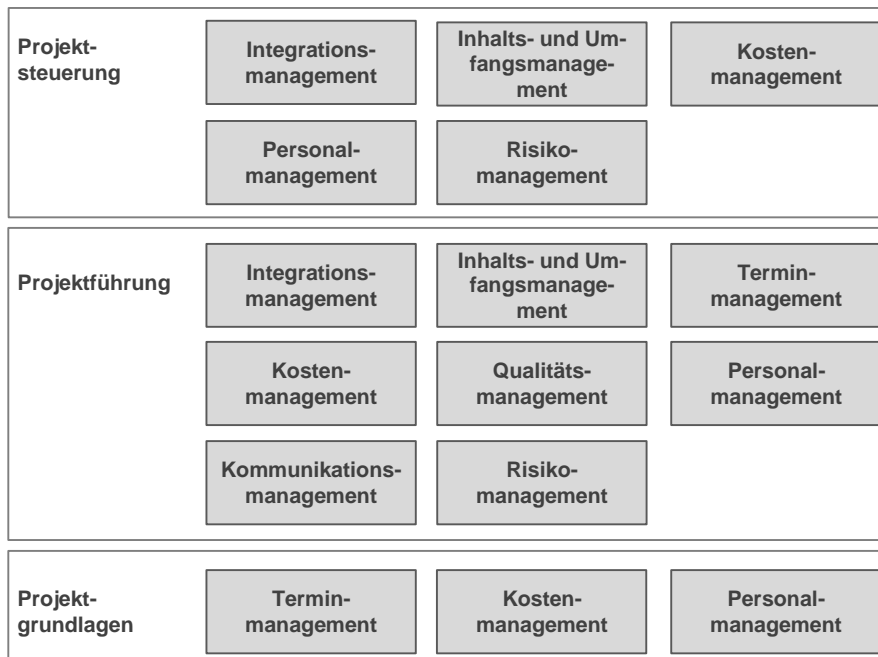 Projekt-
steuerung
Integrations-
management
Inhalts- und Um-
fangsmanage-
ment
Kosten-
management
Personal-
management
Risiko-
management
Projektführung
Integrations-
management
Inhalts- und Um-
fangsmanage-
ment
Termin-
management
Kosten-
management
Qualitäts-
management
Personal-
management
Kommunikations-
management
Risiko-
management
Projekt-
grundlagen
Termin-
management
Kosten-
management
Personal-
management